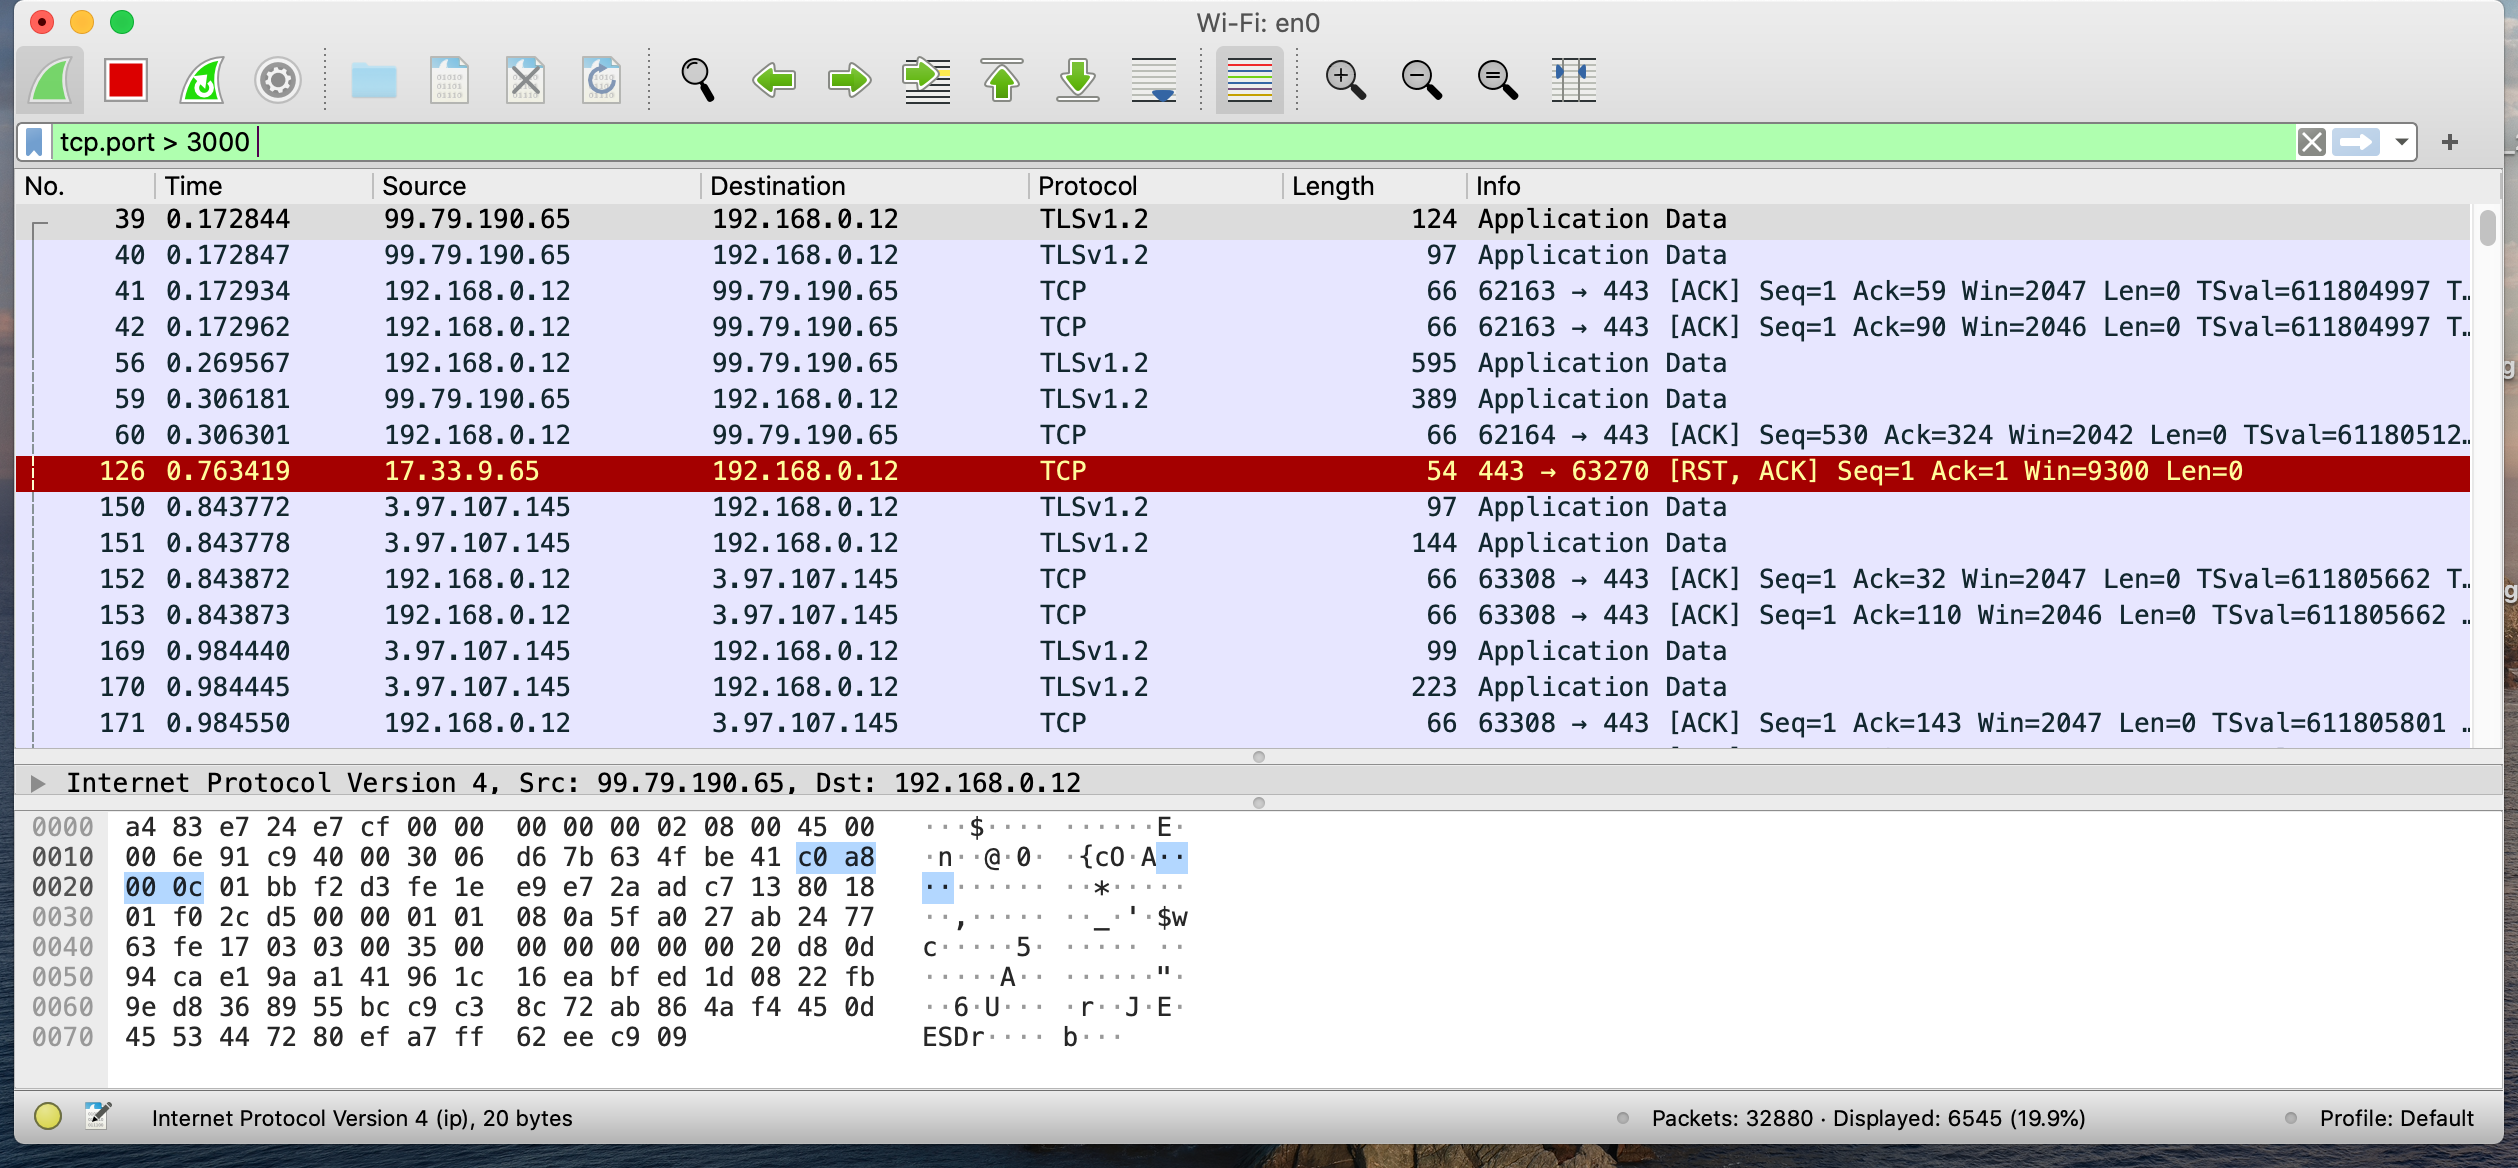 Wi-Fi: en0
tcp.port > 3000
No. Time Source Destination Protocol Length Info
39 0.172844 99.79.190.65 192.168.0.12 TLSv1.2 124 Application Data
40 0.172847 99.79.190.65 192.168.0.12 TLSv1.2 97 Application Data
41 0.172934 192.168.0.12 99.79.190.65 TCP 66 62163 → 443 [ACK] Seq=1 Ack=59 Win=2047 Len=0 TSval=611804997 T…
42 0.172962 192.168.0.12 99.79.190.65 TCP 66 62163 → 443 [ACK] Seq=1 Ack=90 Win=2046 Len=0 TSval=611804997 T…
56 0.269567 192.168.0.12 99.79.190.65 TLSv1.2 595 Application Data
59 0.306181 99.79.190.65 192.168.0.12 TLSv1.2 389 Application Data
60 0.306301 192.168.0.12 99.79.190.65 TCP 66 62164 → 443 [ACK] Seq=530 Ack=324 Win=2042 Len=0 TSval=61180512…
126 0.763419 17.33.9.65 192.168.0.12 TCP 54 443 → 63270 [RST, ACK] Seq=1 Ack=1 Win=9300 Len=0
150 0.843772 3.97.107.145 192.168.0.12 TLSv1.2 97 Application Data
151 0.843778 3.97.107.145 192.168.0.12 TLSv1.2 144 Application Data
152 0.843872 192.168.0.12 3.97.107.145 TCP 66 63308 → 443 [ACK] Seq=1 Ack=32 Win=2047 Len=0 TSval=611805662 T…
153 0.843873 192.168.0.12 3.97.107.145 TCP 66 63308 → 443 [ACK] Seq=1 Ack=110 Win=2046 Len=0 TSval=611805662 …
169 0.984440 3.97.107.145 192.168.0.12 TLSv1.2 99 Application Data
170 0.984445 3.97.107.145 192.168.0.12 TLSv1.2 223 Application Data
171 0.984550 192.168.0.12 3.97.107.145 TCP 66 63308 → 443 [ACK] Seq=1 Ack=143 Win=2047 Len=0 TSval=611805801 …
Internet Protocol Version 4, Src: 99.79.190.65, Dst: 192.168.0.12
0000 a4 83 e7 24 e7 cf 00 00 00 00 00 02 08 00 45 00 ···$···· ······E·
0010 00 6e 91 c9 40 00 30 06 d6 7b 63 4f be 41 c0 a8 ·n··@·0· ·{cO·A··
0020 00 0c 01 bb f2 d3 fe 1e e9 e7 2a ad c7 13 80 18 ········ ··*·····
0030 01 f0 2c d5 00 00 01 01 08 0a 5f a0 27 ab 24 77 ··,····· ··_·'·$w
0040 63 fe 17 03 03 00 35 00 00 00 00 00 00 20 d8 0d c·····5· ····· ··
0050 94 ca e1 9a a1 41 96 1c 16 ea bf ed 1d 08 22 fb ·····A·· ······"·
0060 9e d8 36 89 55 bc c9 c3 8c 72 ab 86 4a f4 45 0d ··6·U··· ·r··J·E·
0070 45 53 44 72 80 ef a7 ff 62 ee c9 09 ESDr···· b···
Internet Protocol Version 4 (ip), 20 bytes
Packets: 32880 · Displayed: 6545 (19.9%)
Profile: Default